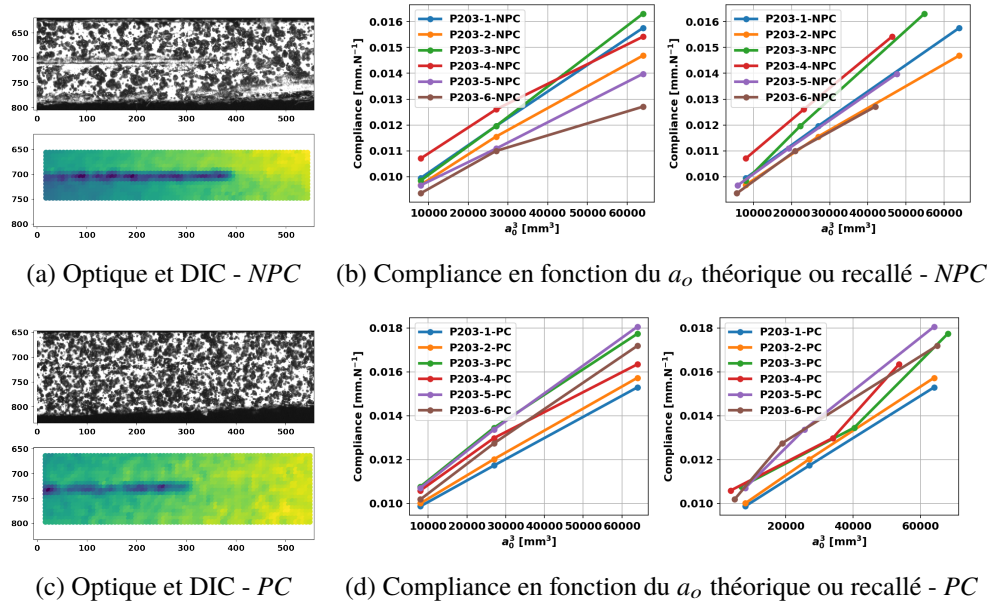 650
700
750
800
0 100 200 300 400 500
650
700
750
800
0 100 200 300 400 500
(a) Optique et DIC - NPC
Compliance [mm.N⁻¹]
0.016
0.015
0.014
0.013
0.012
0.011
0.010
P203-1-NPC
P203-2-NPC
P203-3-NPC
P203-4-NPC
P203-5-NPC
P203-6-NPC
10000 20000 30000 40000 50000 60000
a₀³ [mm³]
Compliance [mm.N⁻¹]
0.016
0.015
0.014
0.013
0.012
0.011
0.010
P203-1-NPC
P203-2-NPC
P203-3-NPC
P203-4-NPC
P203-5-NPC
P203-6-NPC
10000 20000 30000 40000 50000 60000
a₀³ [mm³]
(b) Compliance en fonction du aₒ théorique ou recallé - NPC
650
700
750
800
0 100 200 300 400 500
650
700
750
800
0 100 200 300 400 500
(c) Optique et DIC - PC
Compliance [mm.N⁻¹]
0.018
0.016
0.014
0.012
0.010
P203-1-PC
P203-2-PC
P203-3-PC
P203-4-PC
P203-5-PC
P203-6-PC
10000 20000 30000 40000 50000 60000
a₀³ [mm³]
Compliance [mm.N⁻¹]
0.018
0.016
0.014
0.012
0.010
P203-1-PC
P203-2-PC
P203-3-PC
P203-4-PC
P203-5-PC
P203-6-PC
20000 40000 60000
a₀³ [mm³]
(d) Compliance en fonction du aₒ théorique ou recallé - PC